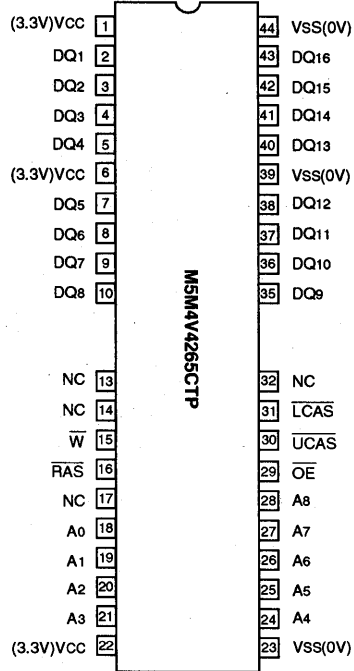 (3.3V)VCC 1 44 VSS(0V)
DQ1 2 43 DQ16
DQ2 3 42 DQ15
DQ3 4 41 DQ14
DQ4 5 40 DQ13
(3.3V)VCC 6 39 VSS(0V)
DQ5 7 38 DQ12
DQ6 8 37 DQ11
DQ7 9 36 DQ10
DQ8 10 35 DQ9
M5M4V4265CTP
NC 13 32 NC
NC 14 31 L̅C̅A̅S̅
W̅ 15 30 U̅C̅A̅S̅
R̅A̅S̅ 16 29 O̅E̅
NC 17 28 A8
A0 18 27 A7
A1 19 26 A6
A2 20 25 A5
A3 21 24 A4
(3.3V)VCC 22 23 VSS(0V)